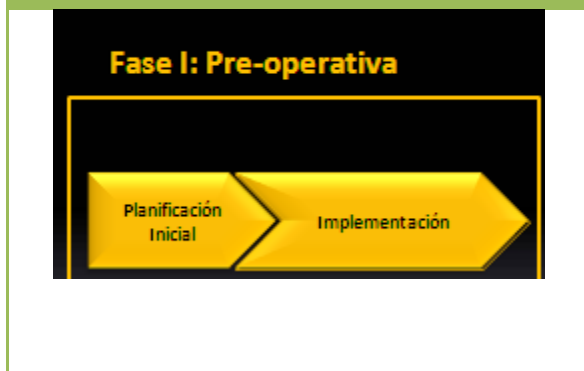 Fase I: Pre-operativa
Planificación
Inicial
Implementación